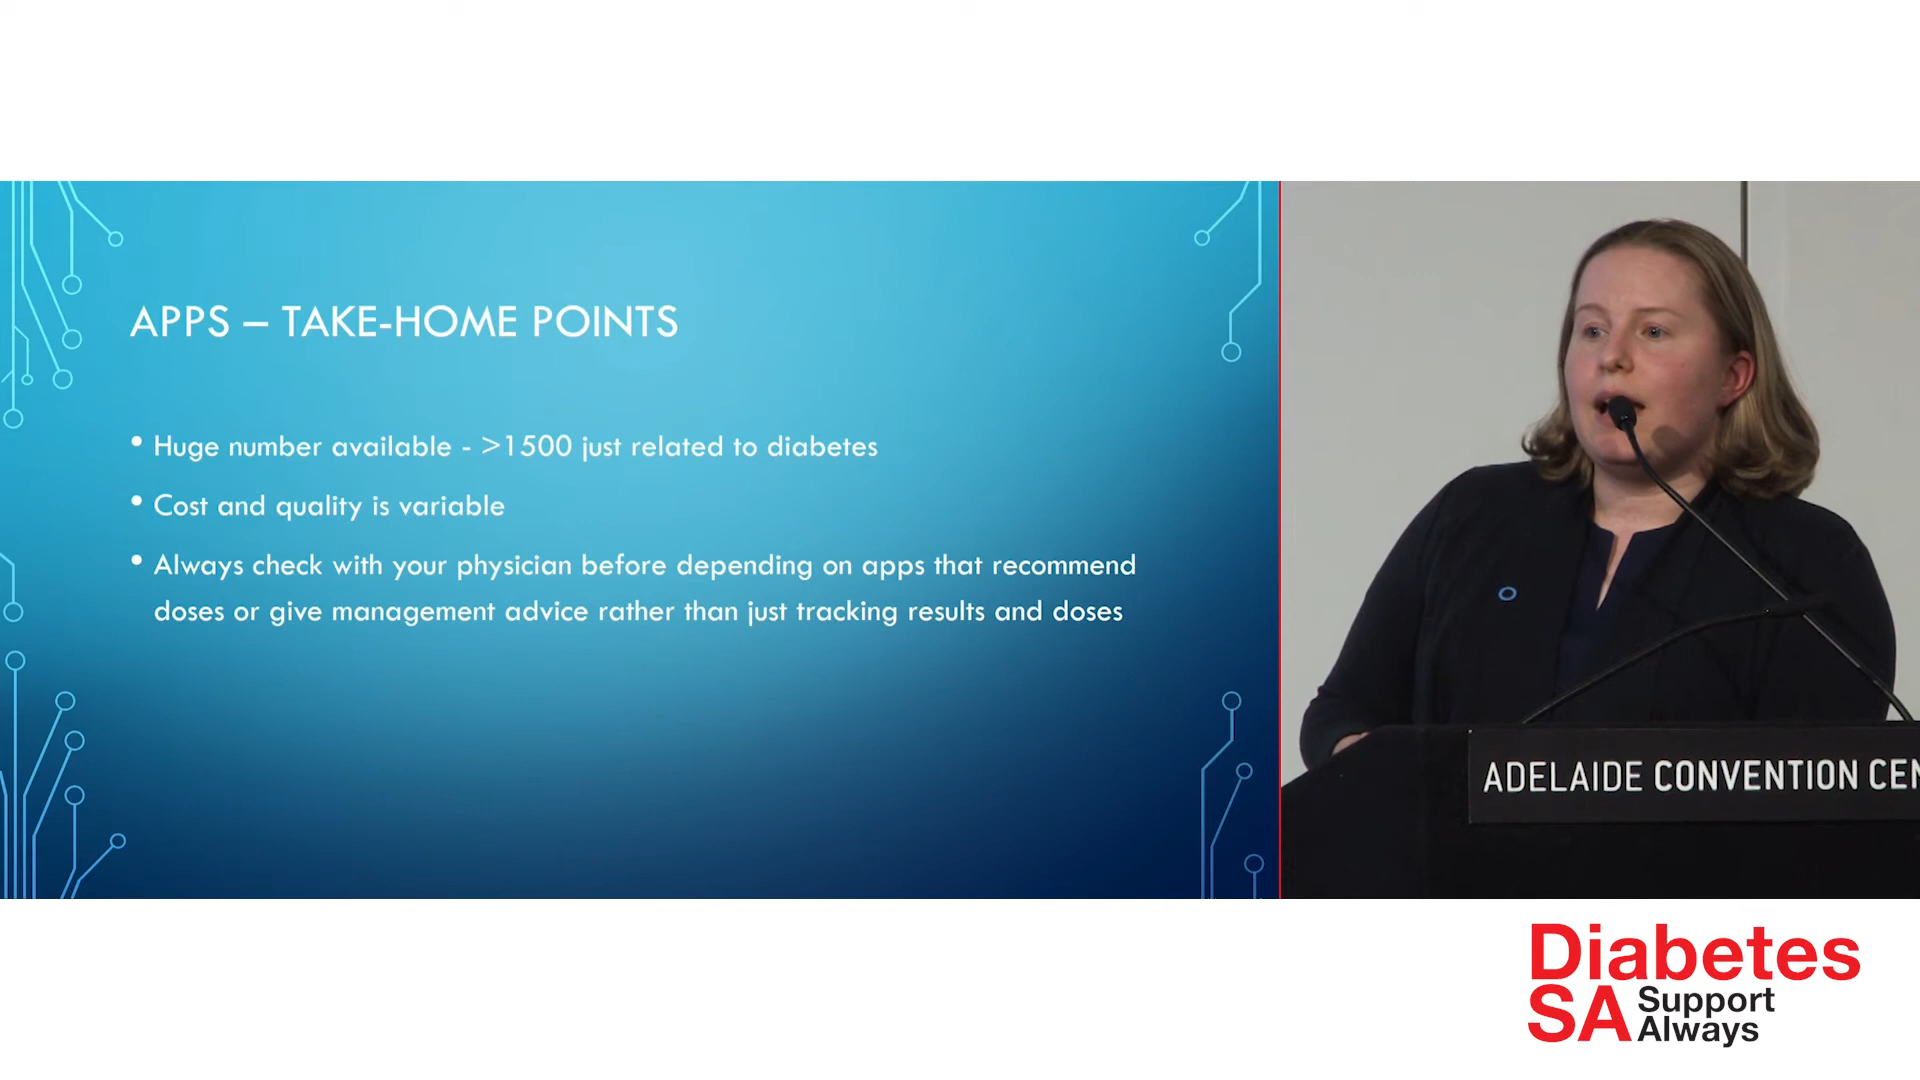 APPS – TAKE-HOME POINTS
• Huge number available - >1500 just related to diabetes
• Cost and quality is variable
• Always check with your physician before depending on apps that recommend
doses or give management advice rather than just tracking results and doses
ADELAIDE CONVENTION CEN
Diabetes
SA Support
Always